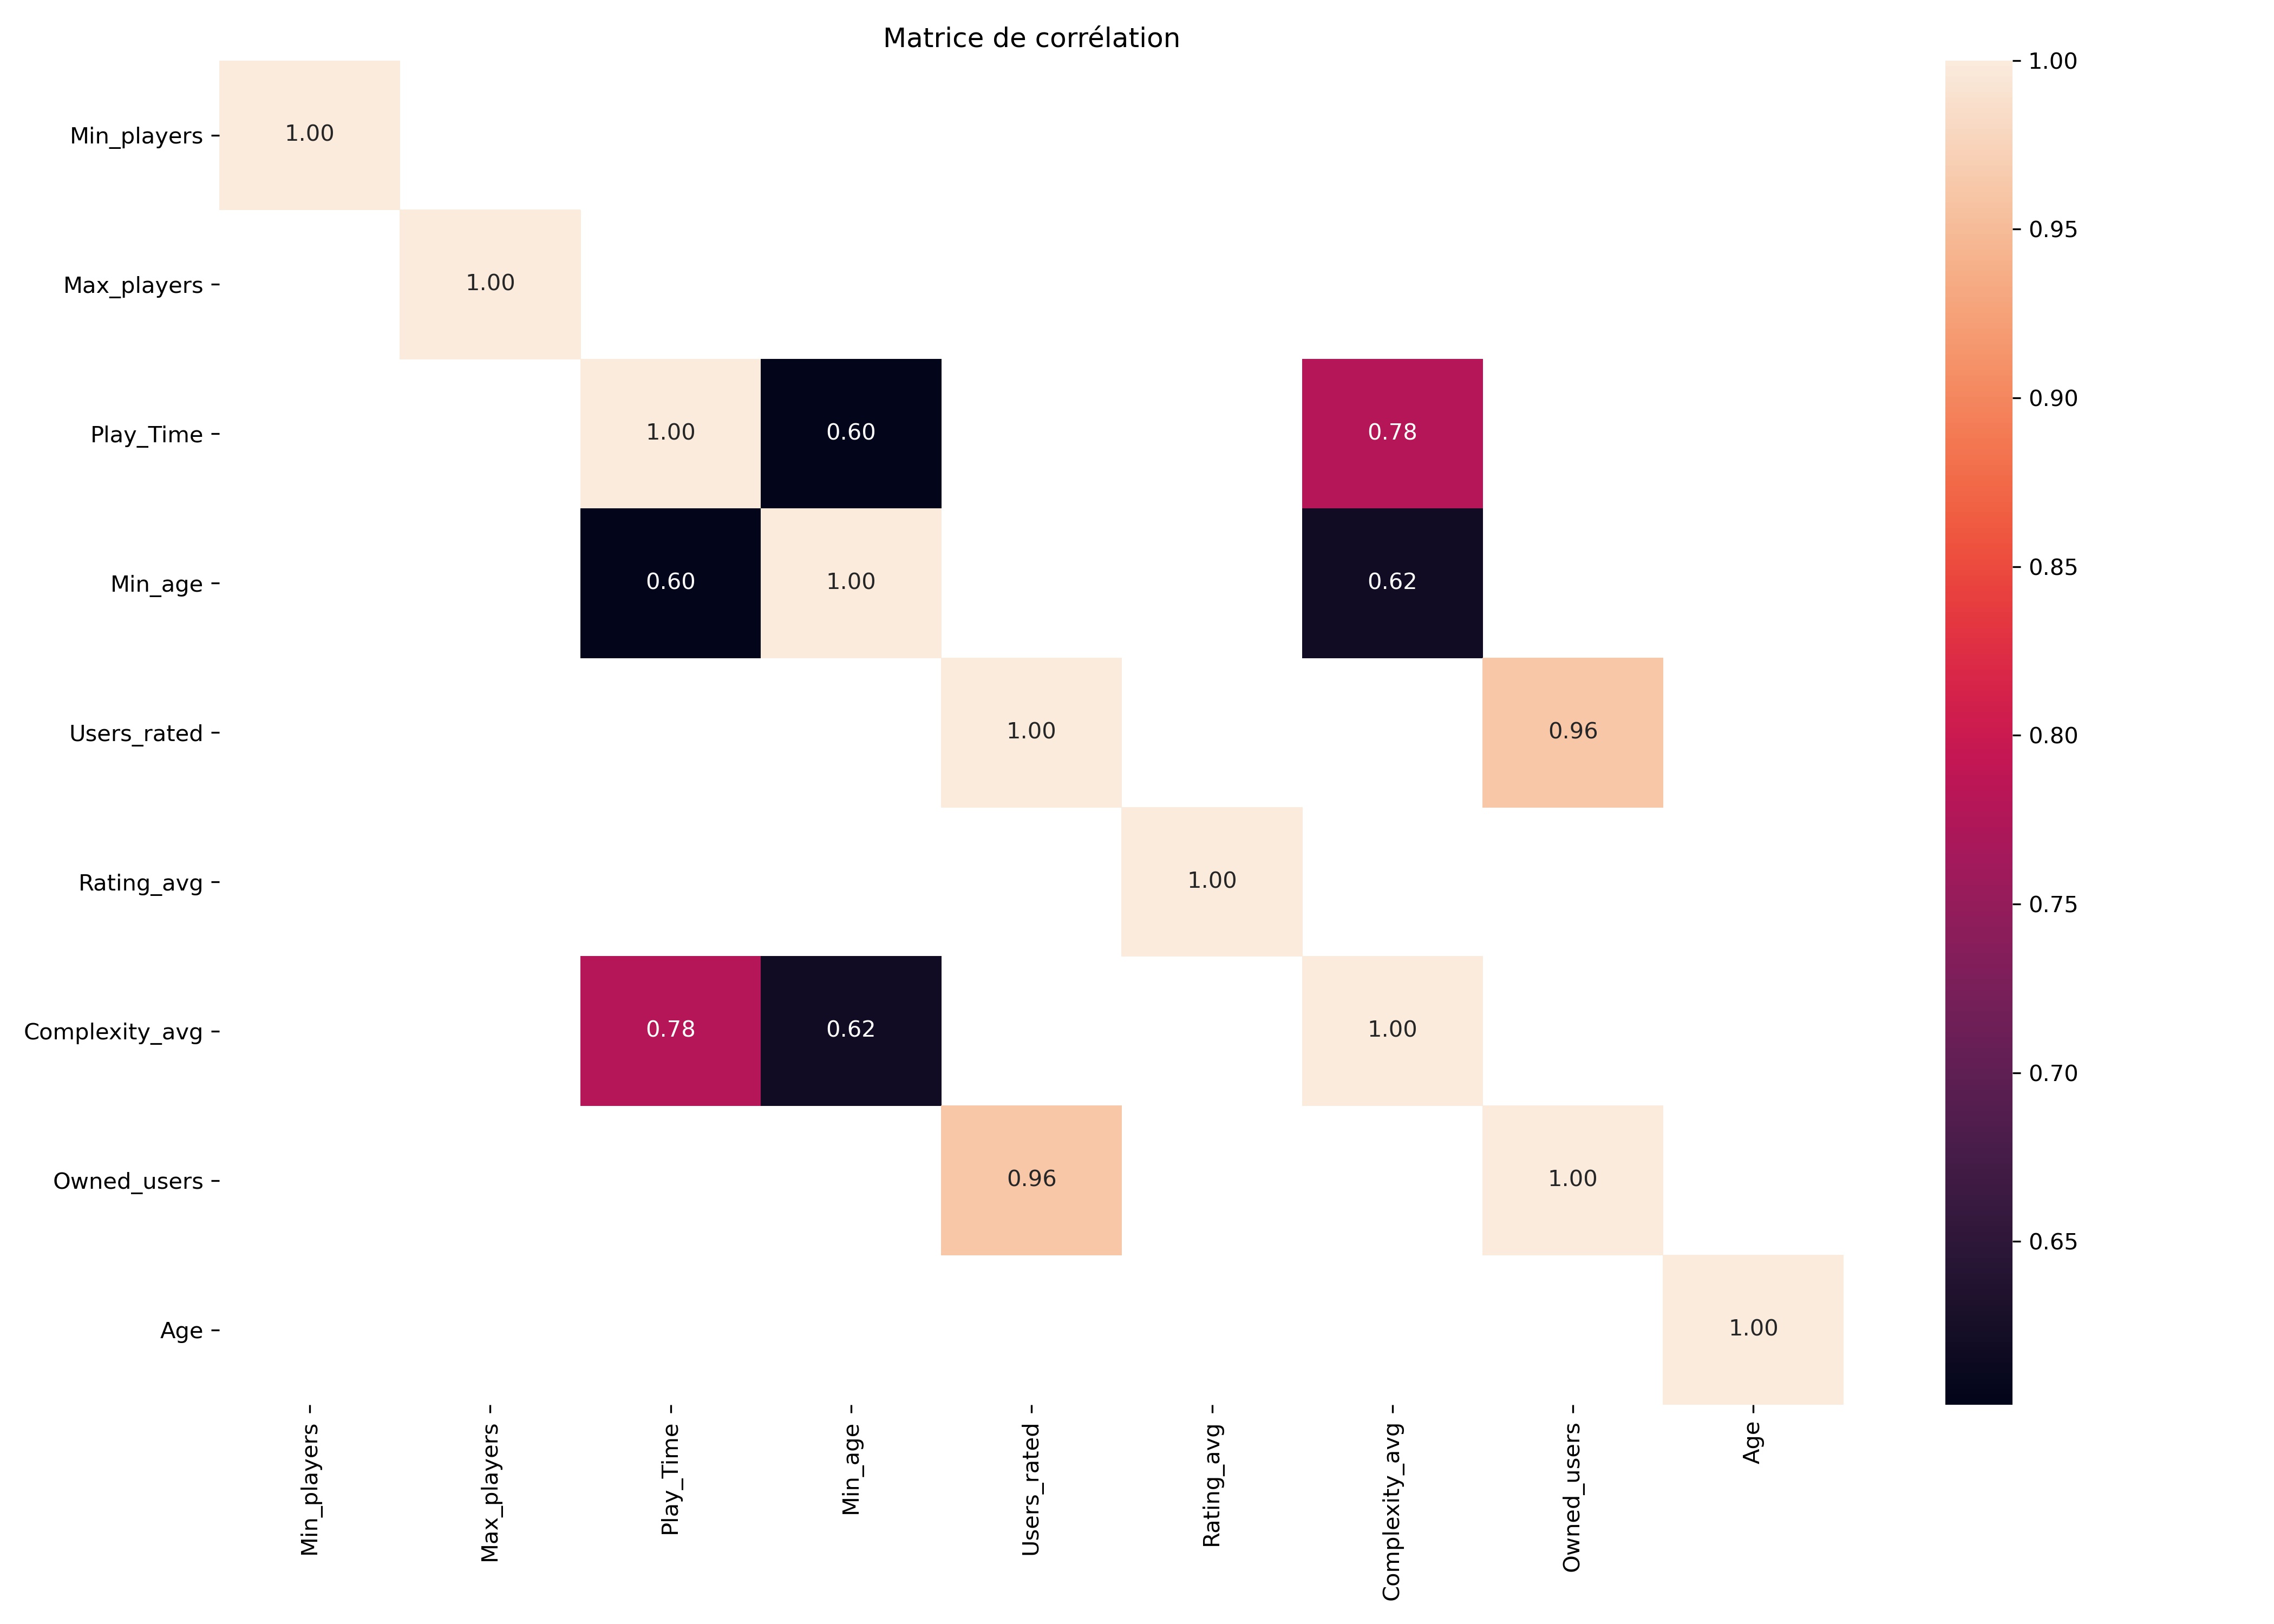 Matrice de corrélation
Min_players
1.00
Max_players
1.00
Play_Time
1.00 0.60 0.78
Min_age
0.60 1.00 0.62
Users_rated
1.00 0.96
Rating_avg
1.00
Complexity_avg
0.78 0.62 1.00
Owned_users
0.96 1.00
Age
1.00
Min_players
Max_players
Play_Time
Min_age
Users_rated
Rating_avg
Complexity_avg
Owned_users
Age
1.00
0.95
0.90
0.85
0.80
0.75
0.70
0.65